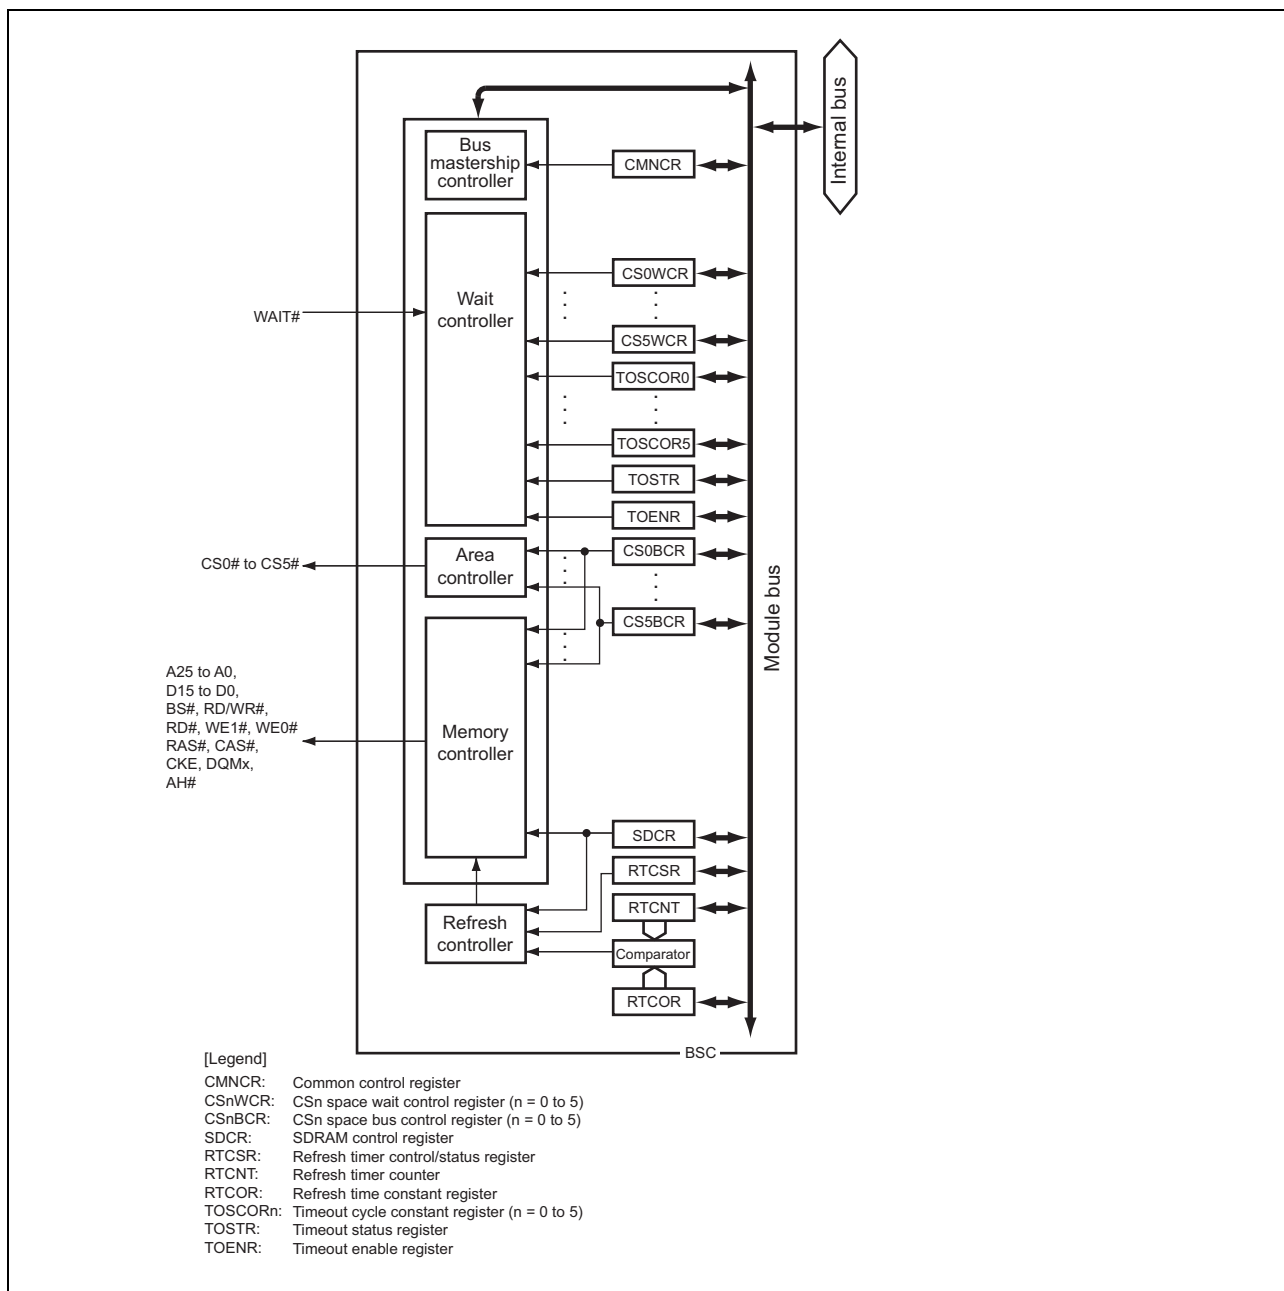 Internal bus
Bus
mastership
controller
CMNCR
Wait
controller
CS0WCR
WAIT#
CS5WCR
TOSCOR0
TOSCOR5
TOSTR
TOENR
Area
controller
CS0BCR
CS0# to CS5#
CS5BCR
Module bus
A25 to A0,
D15 to D0,
BS#, RD/WR#,
RD#, WE1#, WE0#
RAS#, CAS#,
CKE, DQMx,
AH#
Memory
controller
SDCR
RTCSR
RTCNT
Refresh
controller
Comparator
RTCOR
BSC
[Legend]
CMNCR: Common control register
CSnWCR: CSn space wait control register (n = 0 to 5)
CSnBCR: CSn space bus control register (n = 0 to 5)
SDCR: SDRAM control register
RTCSR: Refresh timer control/status register
RTCNT: Refresh timer counter
RTCOR: Refresh time constant register
TOSCORn: Timeout cycle constant register (n = 0 to 5)
TOSTR: Timeout status register
TOENR: Timeout enable register